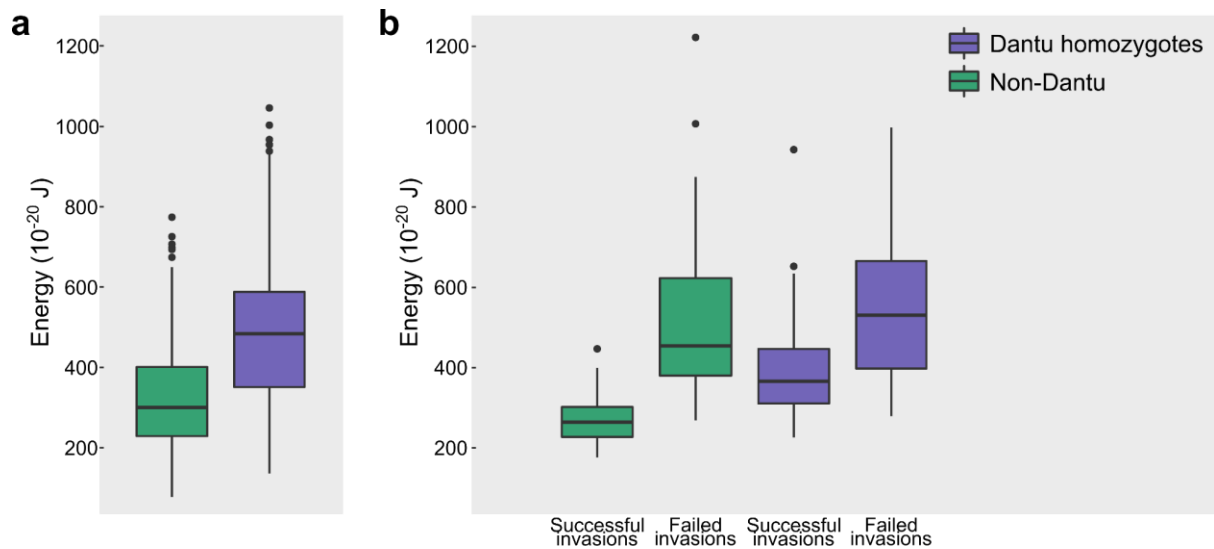 a
Energy (10⁻²⁰ J)
1200
1000
800
600
400
200
b
Energy (10⁻²⁰ J)
1200
1000
800
600
400
200
Dantu homozygotes
Non-Dantu
Successful
invasions
Failed
invasions
Successful
invasions
Failed
invasions